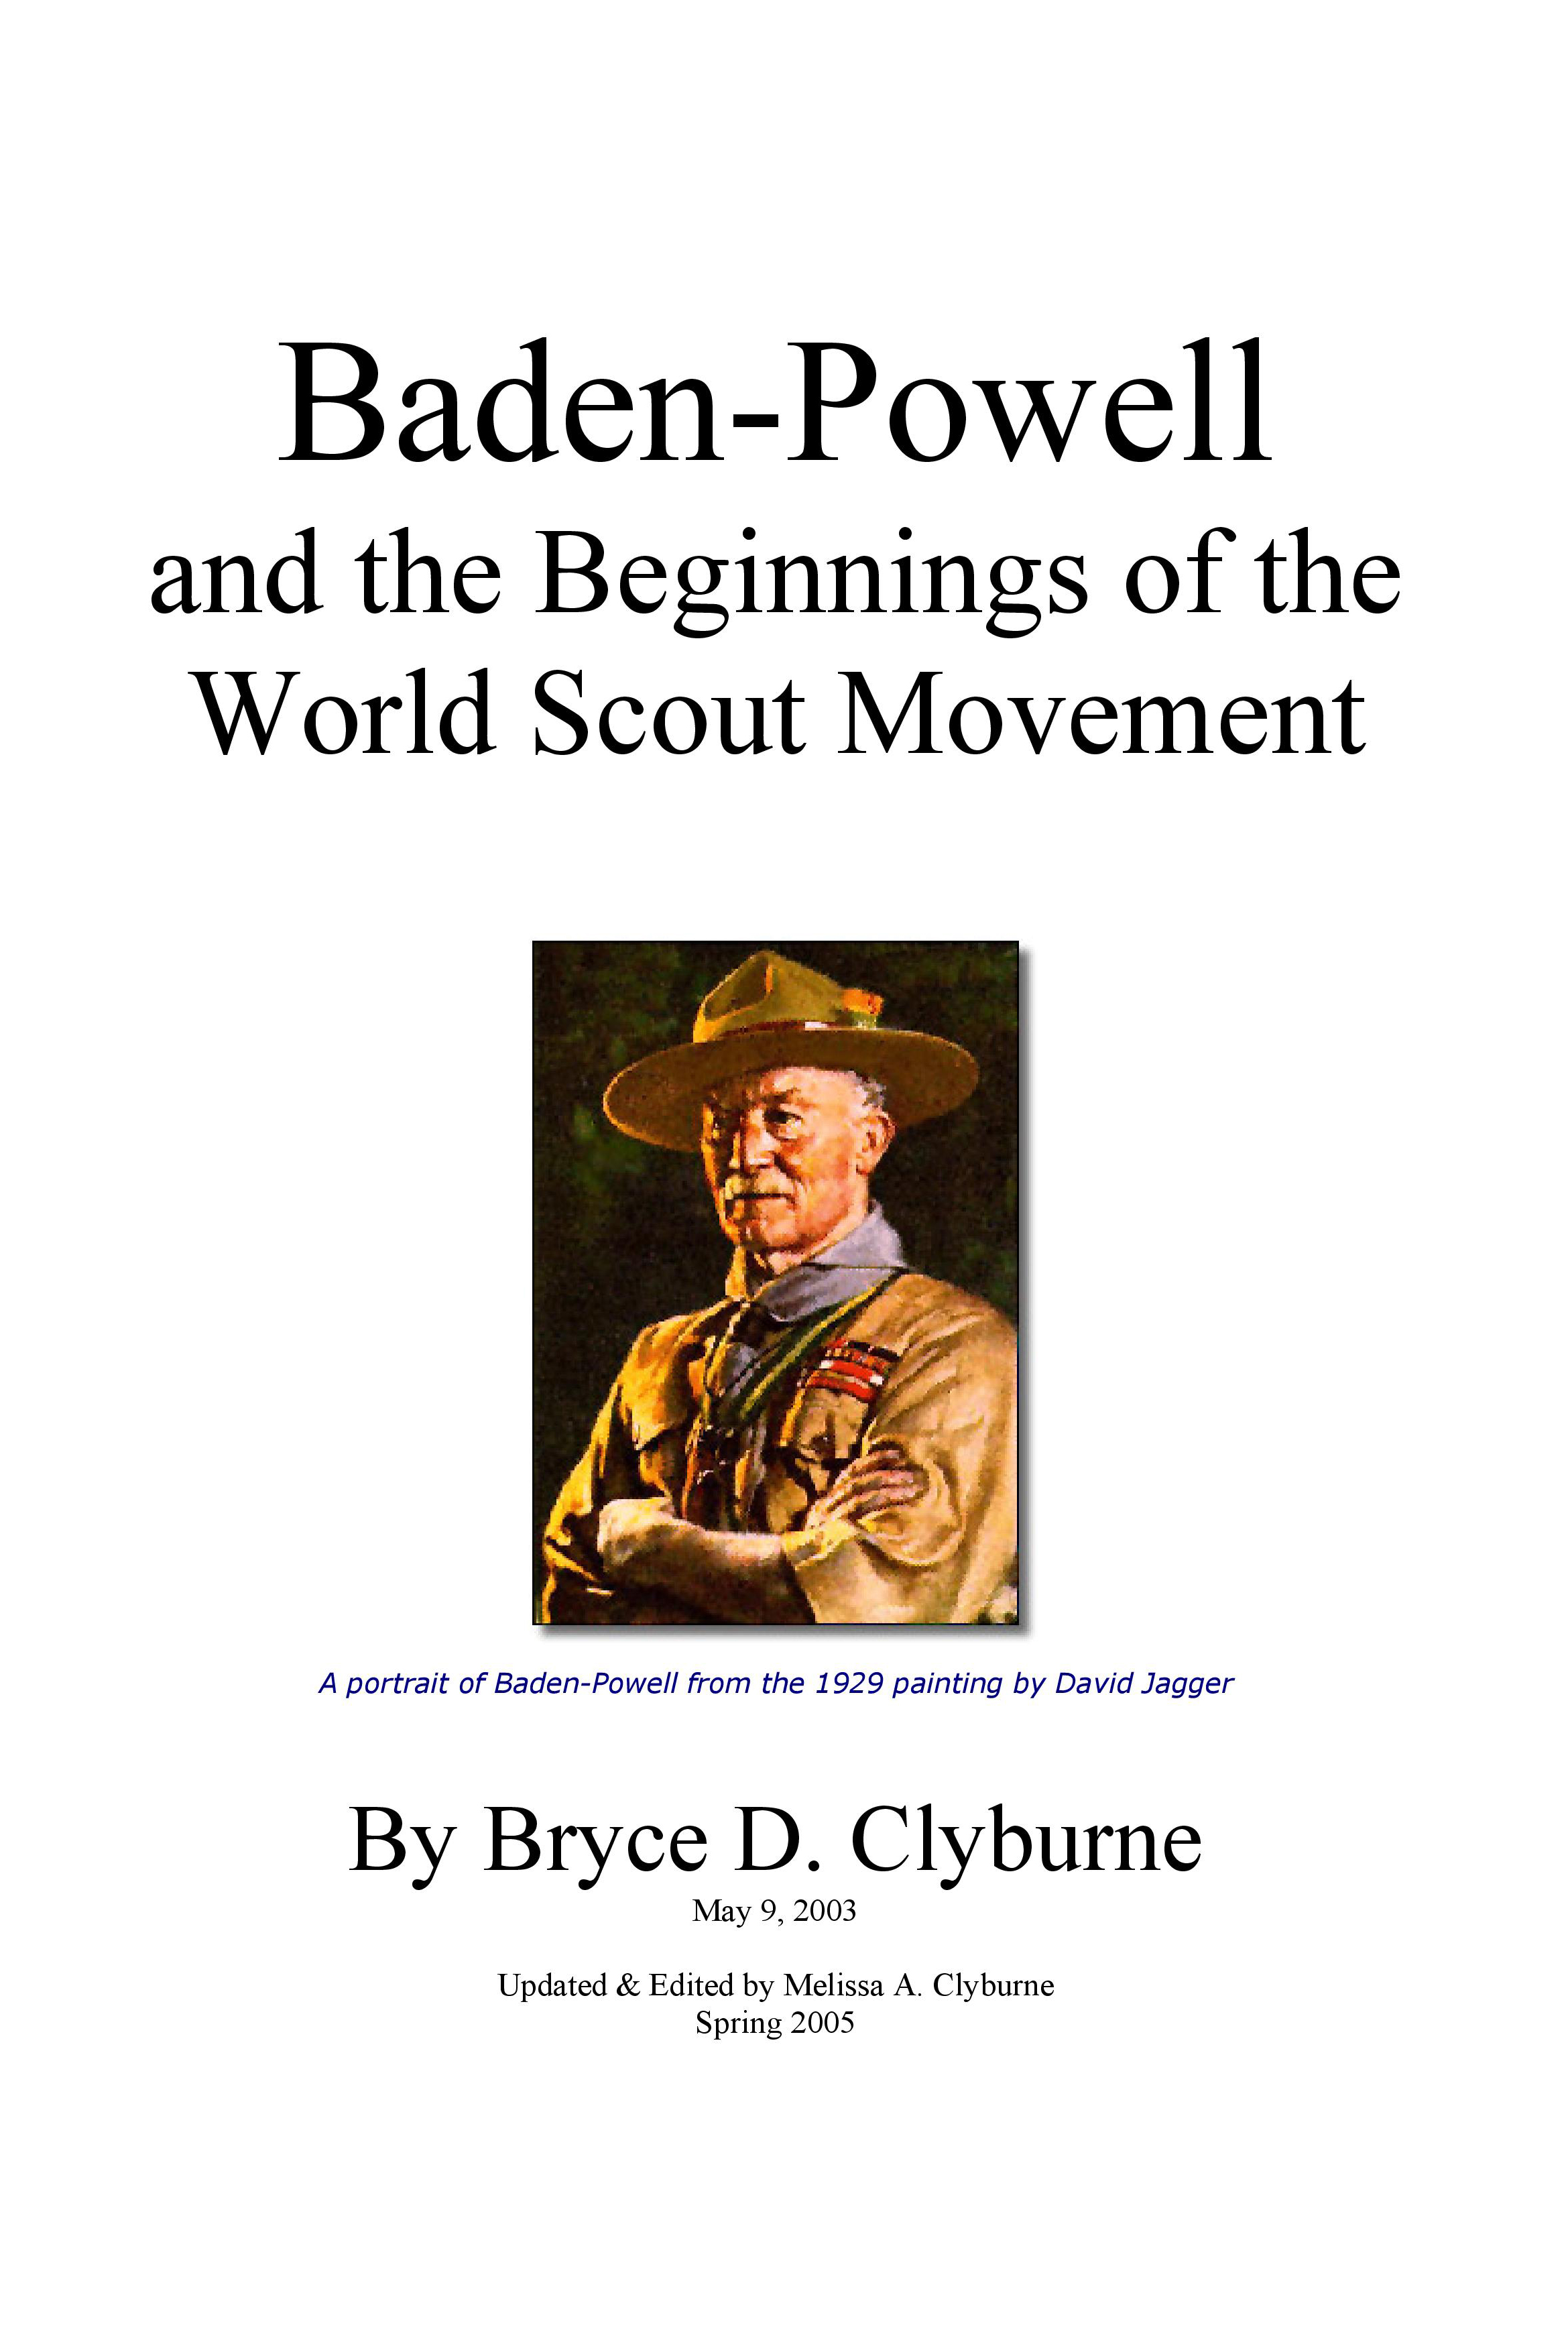 Baden-Powell
and the Beginnings of the
World Scout Movement
A portrait of Baden-Powell from the 1929 painting by David Jagger
By Bryce D. Clyburne
May 9, 2003
Updated & Edited by Melissa A. Clyburne
Spring 2005